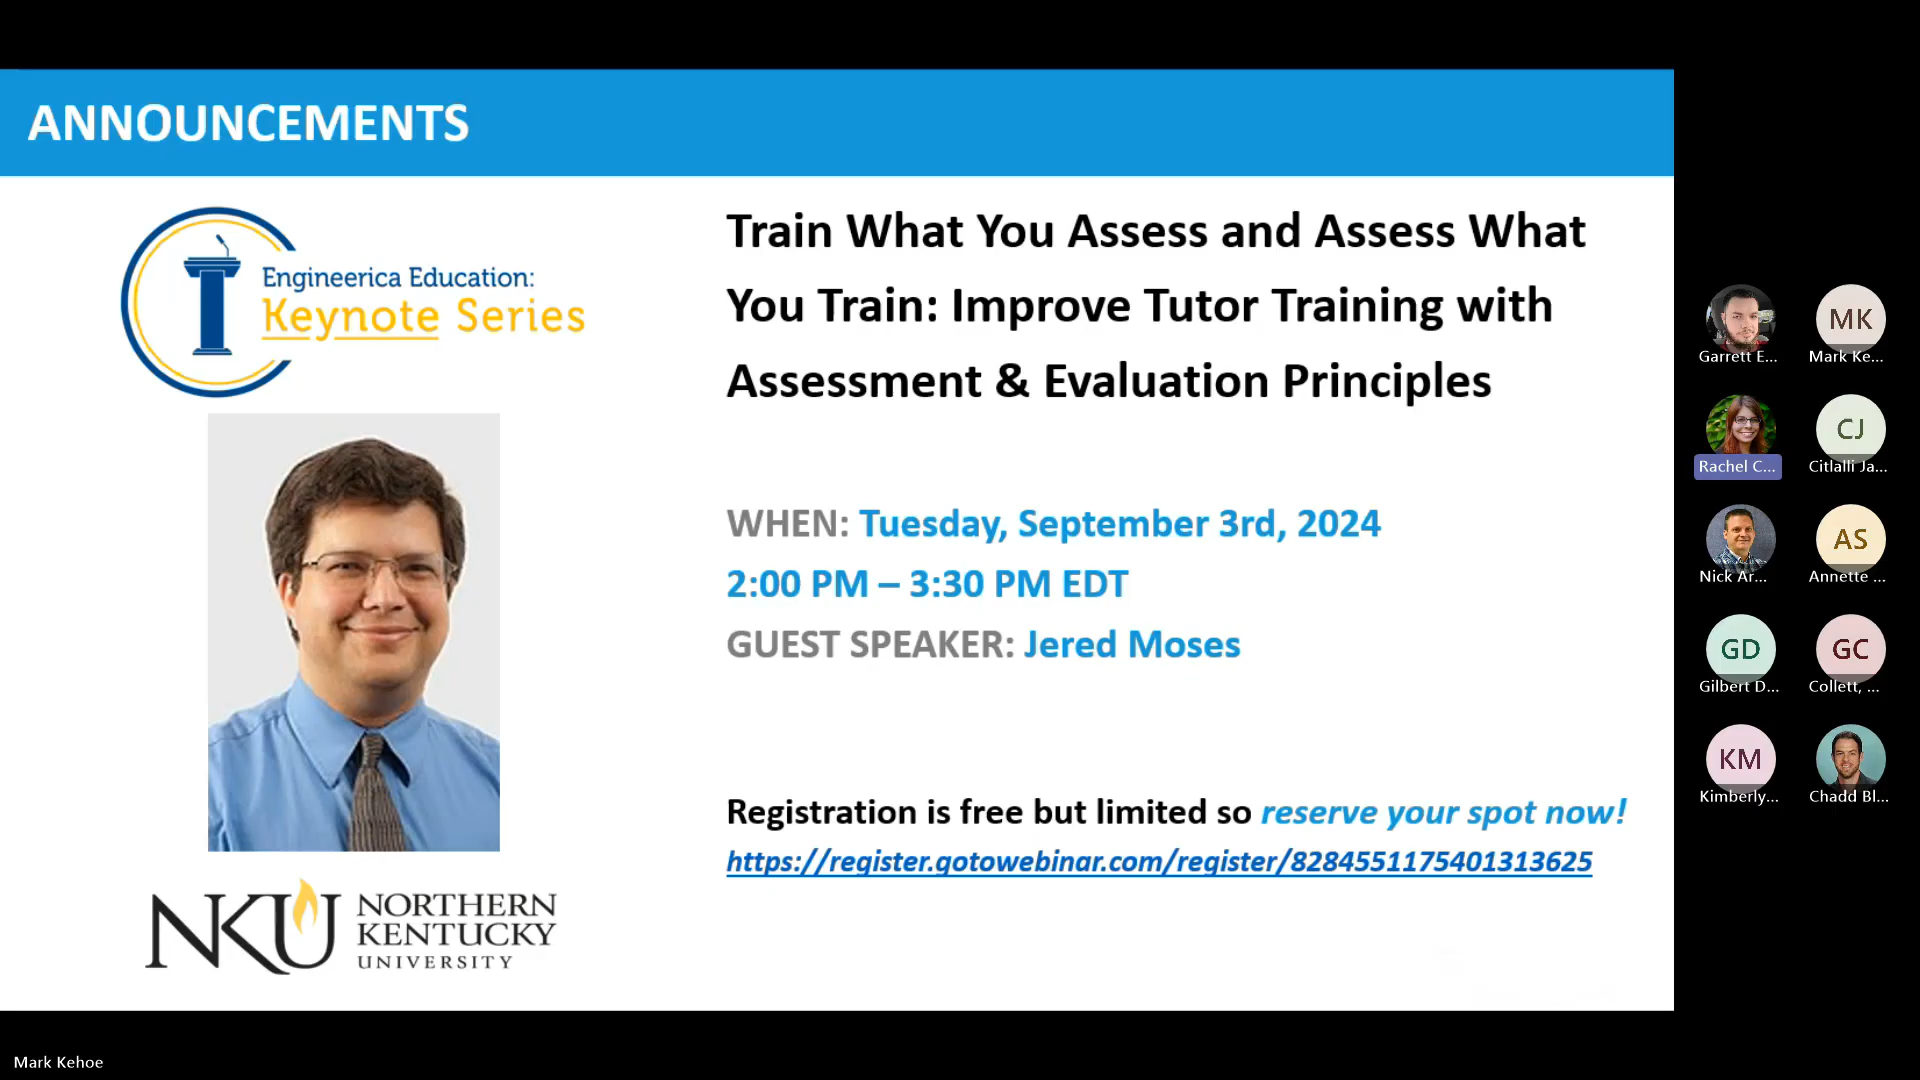 ANNOUNCEMENTS
Engineerica Education:
Keynote Series
Train What You Assess and Assess What
You Train: Improve Tutor Training with
Assessment & Evaluation Principles
WHEN: Tuesday, September 3rd, 2024
2:00 PM – 3:30 PM EDT
GUEST SPEAKER: Jered Moses
Registration is free but limited so reserve your spot now!
https://register.gotowebinar.com/register/8284551175401313625
NKU NORTHERN
KENTUCKY
UNIVERSITY
Garrett E...
MK
Mark Ke...
Rachel C...
CJ
Citlalli Ja...
Nick Ar...
AS
Annette ...
GD
Gilbert D...
GC
Collett, ...
KM
Kimberly...
Chadd Bl...
Mark Kehoe